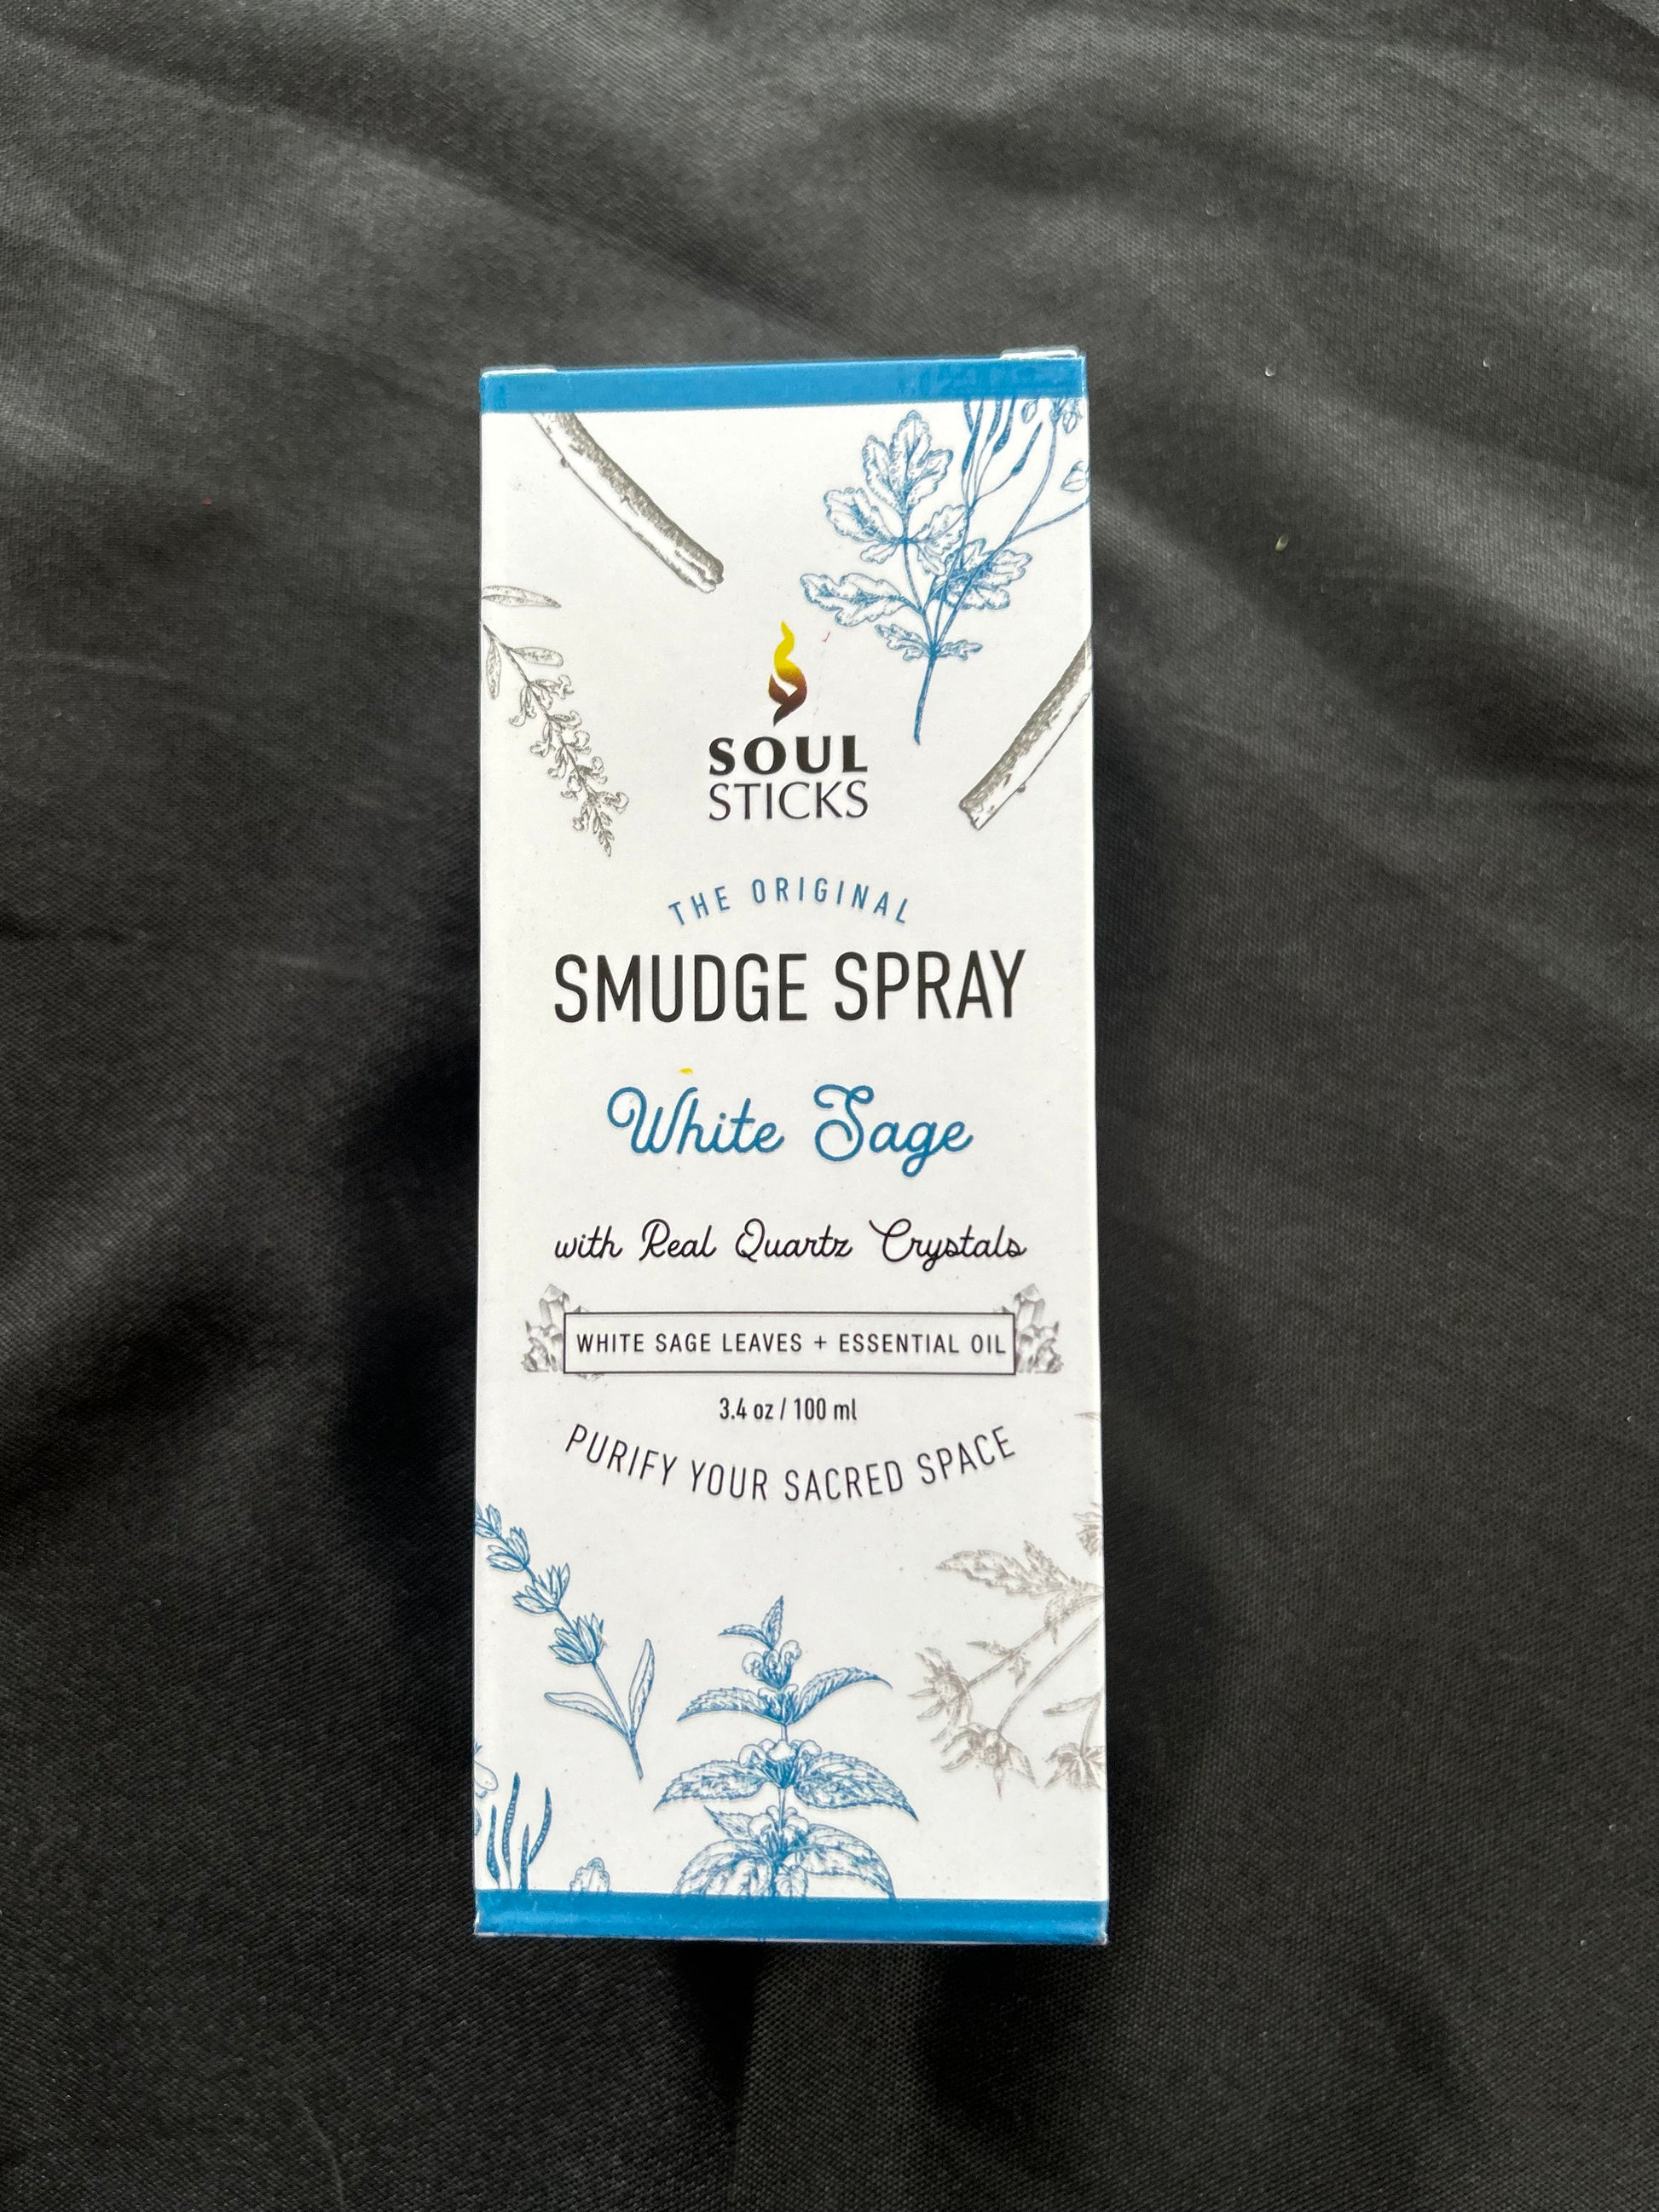 SOUL
STICKS
THE ORIGINAL
SMUDGE SPRAY
White Sage
with Real Quartz Crystals
WHITE SAGE LEAVES + ESSENTIAL OIL
3.4 oz / 100 ml
PURIFY YOUR SACRED SPACE